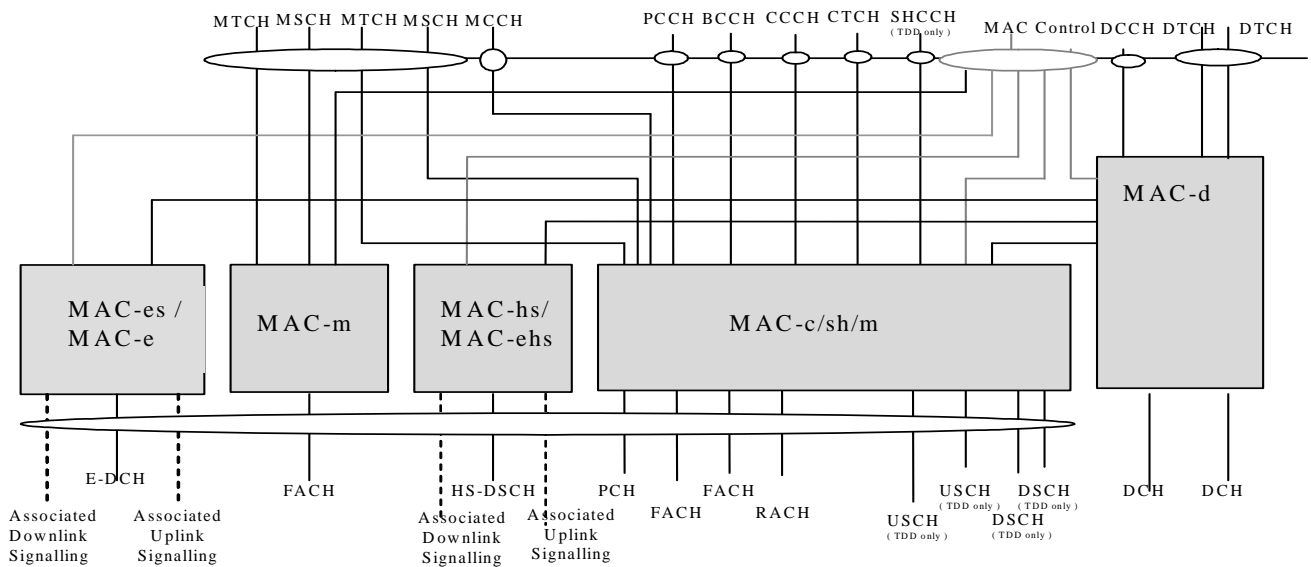 MTCH MSCH MTCH MSCH MCCH PCCH BCCH CCCH CTCH SHCCH MAC Control DCCH DTCH DTCH
( TDD only )
MAC-d
MAC-es /
MAC-e
MAC-m
MAC-hs/
MAC-ehs
MAC-c/sh/m
E-DCH
FACH
HS-DSCH
PCH
FACH
FACH
RACH
USCH
( TDD only )
USCH
( TDD only )
DSCH
( TDD only )
DSCH
( TDD only )
DCH
DCH
Associated
Downlink
Signalling
Associated
Uplink
Signalling
Associated
Downlink
Signalling
Associated
Uplink
Signalling